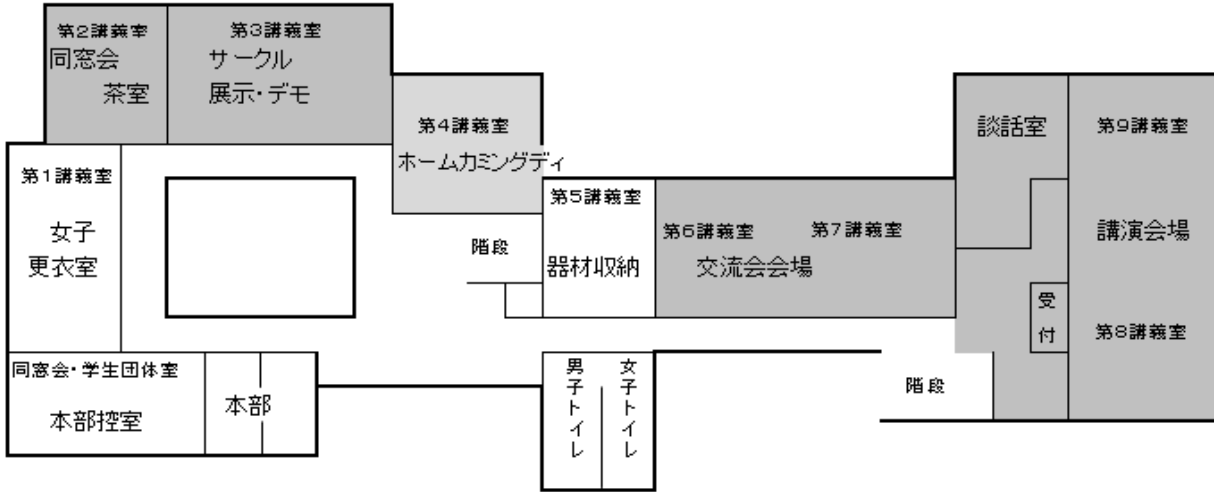 第2講義室
同窓会
茶室
第3講義室
サークル
展示・デモ
第4講義室
ホームカミングディ
談話室
第9講義室
第1講義室
女子
更衣室
階段
第5講義室
器材収納
第6講義室
第7講義室
交流会会場
講演会場
受付
第8講義室
同窓会・学生団体室
本部控室
本部
男子トイレ
女子トイレ
階段